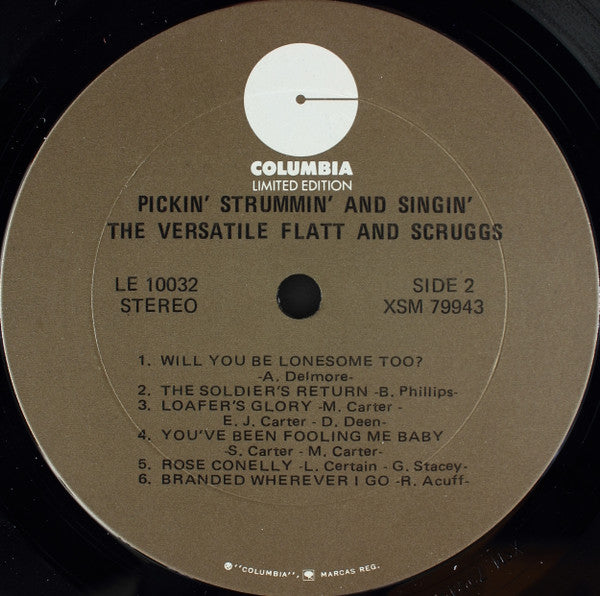 COLUMBIA
LIMITED EDITION
PICKIN' STRUMMIN' AND SINGIN'
THE VERSATILE FLATT AND SCRUGGS
LE 10032
STEREO
SIDE 2
XSM 79943
1. WILL YOU BE LONESOME TOO?
-A. Delmore-
2. THE SOLDIER'S RETURN -B. Phillips-
3. LOAFER'S GLORY -M. Carter -
E. J. Carter - D. Deen-
4. YOU'VE BEEN FOOLING ME BABY
-S. Carter - M. Carter-
5. ROSE CONELLY -L. Certain - G. Stacey-
6. BRANDED WHEREVER I GO -R. Acuff-
℗ "COLUMBIA", MARCAS REG.